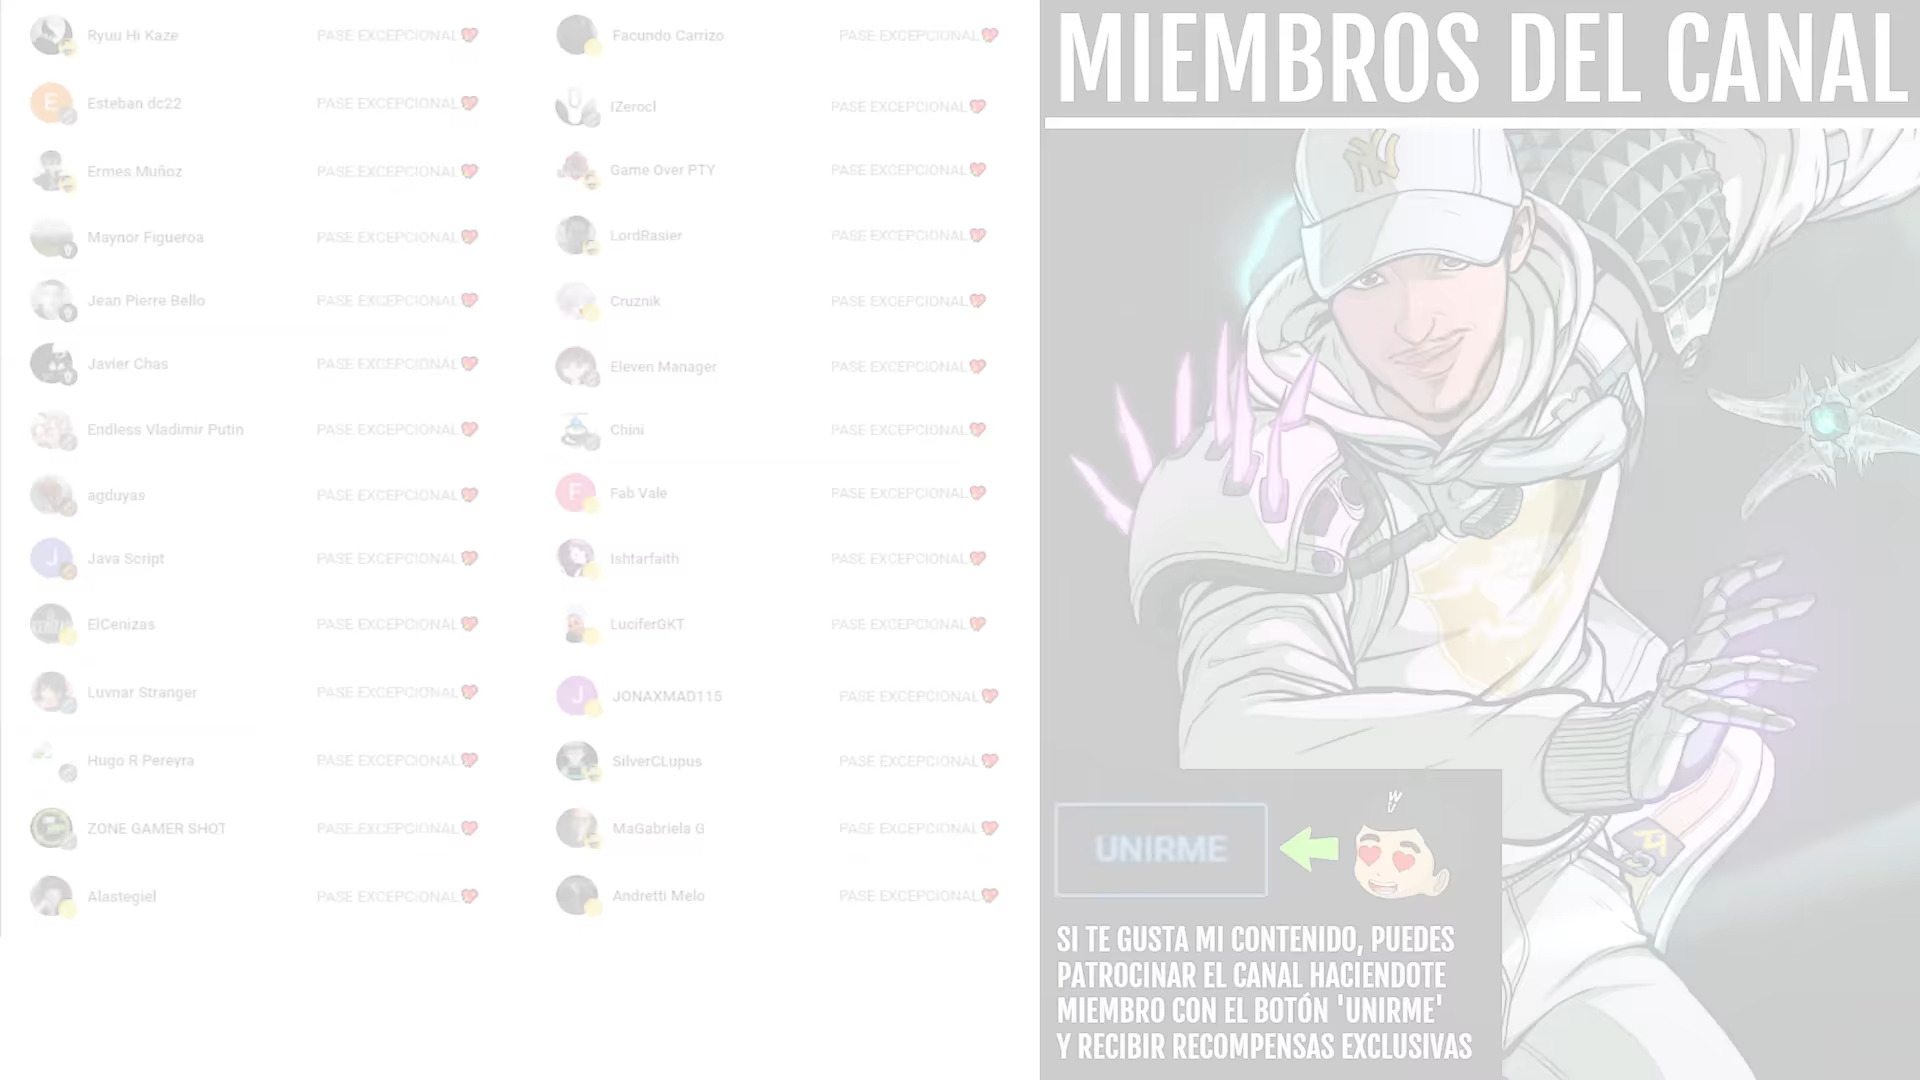 Ryuu Hi Kaze PASE EXCEPCIONAL
Esteban dc22 PASE EXCEPCIONAL
Ermes Muñoz PASE EXCEPCIONAL
Maynor Figueroa PASE EXCEPCIONAL
Jean Pierre Bello PASE EXCEPCIONAL
Javier Chas PASE EXCEPCIONAL
Endless Vladimir Putin PASE EXCEPCIONAL
agduyas PASE EXCEPCIONAL
Java Script PASE EXCEPCIONAL
ElCenizas PASE EXCEPCIONAL
Luvnar Stranger PASE EXCEPCIONAL
Hugo R Pereyra PASE EXCEPCIONAL
ZONE GAMER SHOT PASE EXCEPCIONAL
Alastegiel PASE EXCEPCIONAL
Facundo Carrizo PASE EXCEPCIONAL
IZerocl PASE EXCEPCIONAL
Game Over PTY PASE EXCEPCIONAL
LordRasier PASE EXCEPCIONAL
Cruznik PASE EXCEPCIONAL
Eleven Manager PASE EXCEPCIONAL
Chini PASE EXCEPCIONAL
Fab Vale PASE EXCEPCIONAL
Ishtarfaith PASE EXCEPCIONAL
LuciferGKT PASE EXCEPCIONAL
JONAXMAD115 PASE EXCEPCIONAL
SilverCLupus PASE EXCEPCIONAL
MaGabriela G PASE EXCEPCIONAL
Andretti Melo PASE EXCEPCIONAL
MIEMBROS DEL CANAL
UNIRME
SI TE GUSTA MI CONTENIDO, PUEDES
PATROCINAR EL CANAL HACIENDOTE
MIEMBRO CON EL BOTÓN 'UNIRME'
Y RECIBIR RECOMPENSAS EXCLUSIVAS